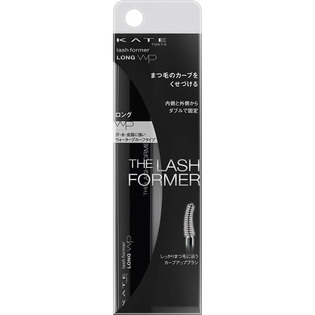 KATE
TOKYO
lash former
LONG wp
まつ毛のカーブを
くせづける
内側と外側から
ダブルで固定
ロング
wp
汗・水・皮脂に強い
ウォータープルーフタイプ
THE LASH
FORMER
しっかりまつ毛に沿う
カーブアップブラシ
LONG wp
lash former
KATE